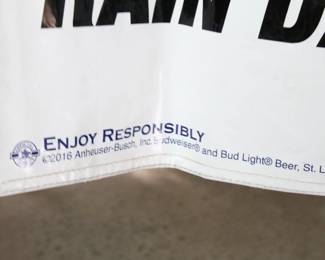 RAIN D
ENJOY RESPONSIBLY
©2016 Anheuser-Busch, Inc. Budweiser® and Bud Light® Beer, St. L